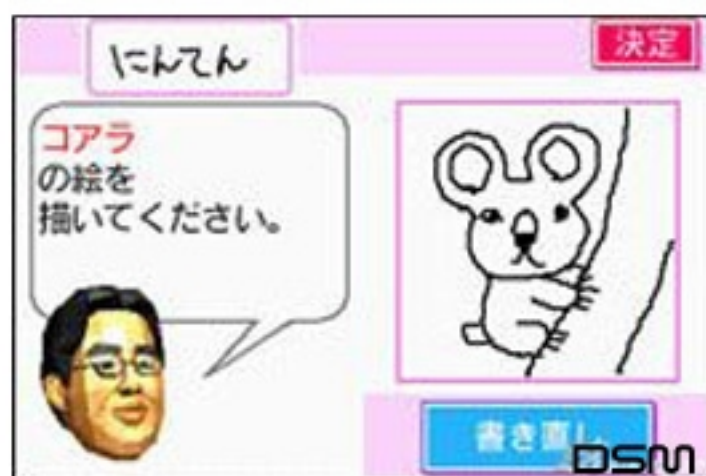 にんてん
決定
コアラ
の絵を
描いてください。
書き直し
DSM